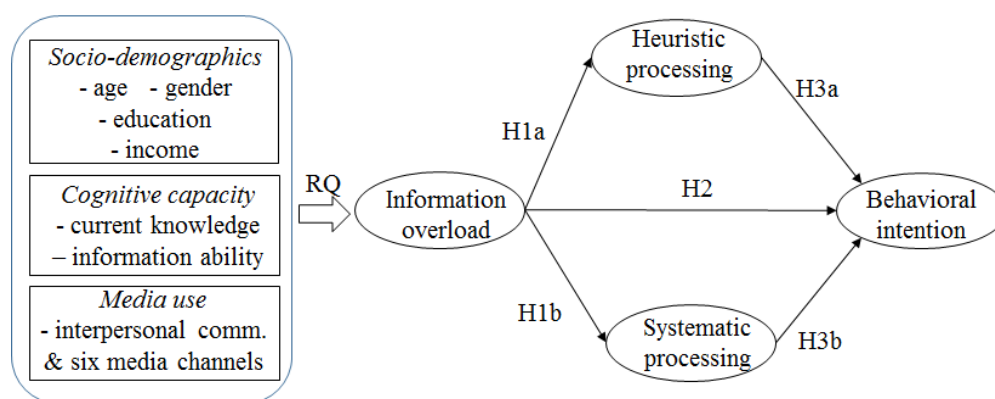 Socio-demographics
- age - gender
- education
- income
Cognitive capacity
- current knowledge
– information ability
Media use
- interpersonal comm.
& six media channels
RQ
Information
overload
H1a
H1b
Heuristic
processing
H2
Systematic
processing
H3a
H3b
Behavioral
intention